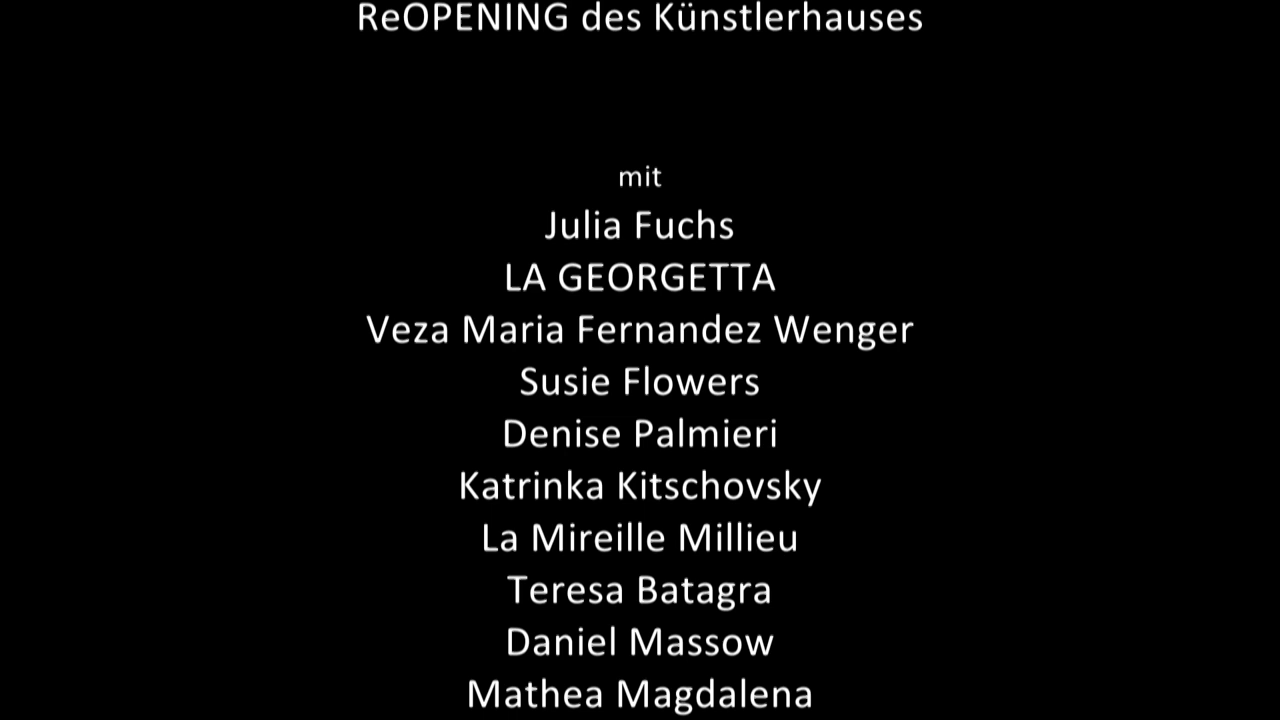 ReOPENING des Künstlerhauses
mit
Julia Fuchs
LA GEORGETTA
Veza Maria Fernandez Wenger
Susie Flowers
Denise Palmieri
Katrinka Kitschovsky
La Mireille Millieu
Teresa Batagra
Daniel Massow
Mathea Magdalena